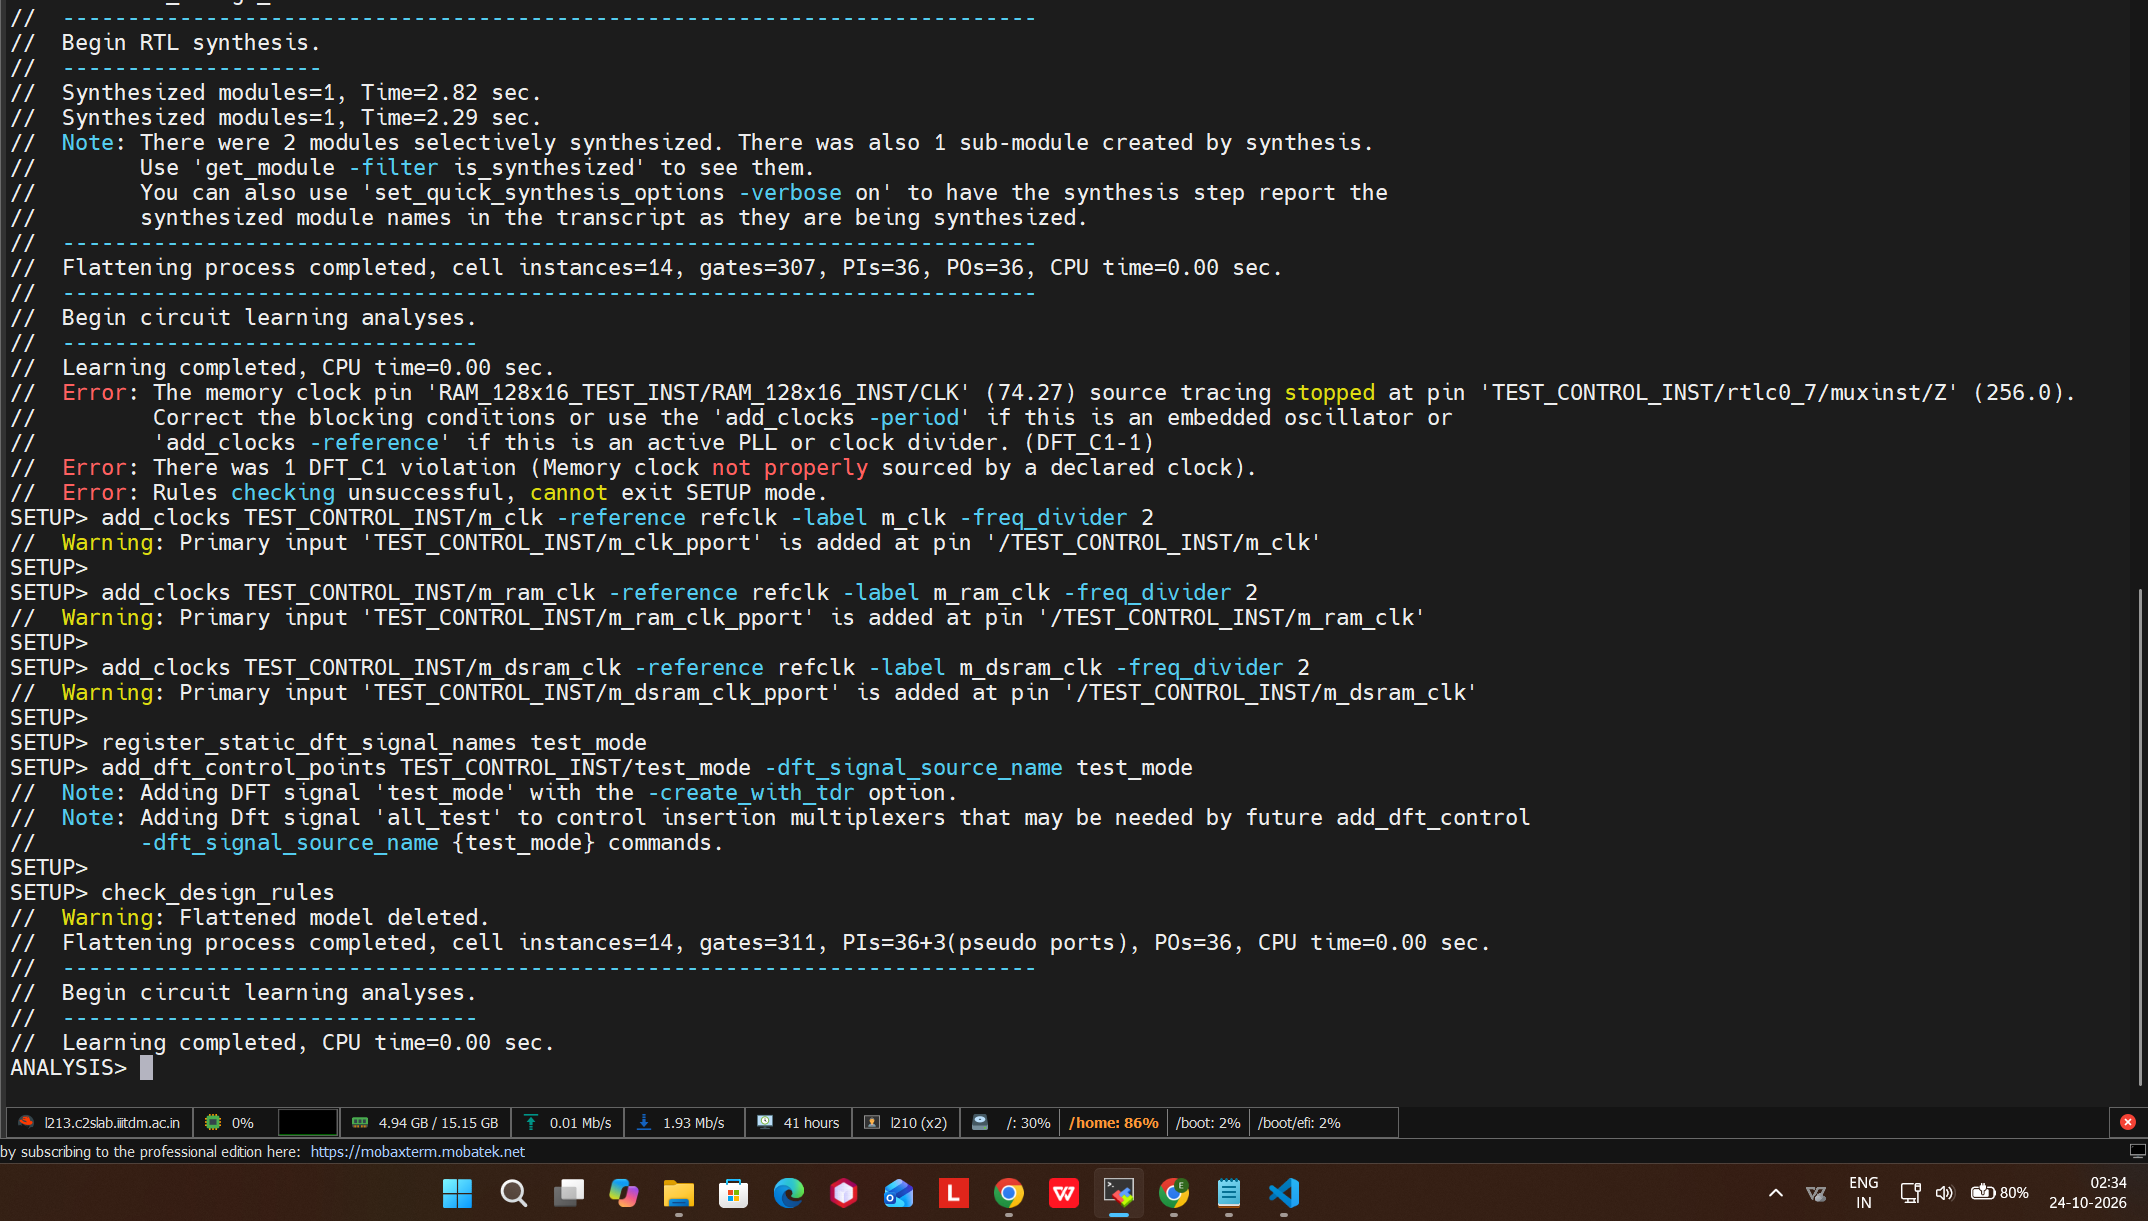 // ---------------------------------------------------------------------------
// Begin RTL synthesis.
// --------------------
// Synthesized modules=1, Time=2.82 sec.
// Synthesized modules=1, Time=2.29 sec.
// Note: There were 2 modules selectively synthesized. There was also 1 sub-module created by synthesis.
// Use 'get_module -filter is_synthesized' to see them.
// You can also use 'set_quick_synthesis_options -verbose on' to have the synthesis step report the
// synthesized module names in the transcript as they are being synthesized.
// ---------------------------------------------------------------------------
// Flattening process completed, cell instances=14, gates=307, PIs=36, POs=36, CPU time=0.00 sec.
// ---------------------------------------------------------------------------
// Begin circuit learning analyses.
// --------------------------------
// Learning completed, CPU time=0.00 sec.
// Error: The memory clock pin 'RAM_128x16_TEST_INST/RAM_128x16_INST/CLK' (74.27) source tracing stopped at pin 'TEST_CONTROL_INST/rtlc0_7/muxinst/Z' (256.0).
// Correct the blocking conditions or use the 'add_clocks -period' if this is an embedded oscillator or
// 'add_clocks -reference' if this is an active PLL or clock divider. (DFT_C1-1)
// Error: There was 1 DFT_C1 violation (Memory clock not properly sourced by a declared clock).
// Error: Rules checking unsuccessful, cannot exit SETUP mode.
SETUP> add_clocks TEST_CONTROL_INST/m_clk -reference refclk -label m_clk -freq_divider 2
// Warning: Primary input 'TEST_CONTROL_INST/m_clk_pport' is added at pin '/TEST_CONTROL_INST/m_clk'
SETUP>
SETUP> add_clocks TEST_CONTROL_INST/m_ram_clk -reference refclk -label m_ram_clk -freq_divider 2
// Warning: Primary input 'TEST_CONTROL_INST/m_ram_clk_pport' is added at pin '/TEST_CONTROL_INST/m_ram_clk'
SETUP>
SETUP> add_clocks TEST_CONTROL_INST/m_dsram_clk -reference refclk -label m_dsram_clk -freq_divider 2
// Warning: Primary input 'TEST_CONTROL_INST/m_dsram_clk_pport' is added at pin '/TEST_CONTROL_INST/m_dsram_clk'
SETUP>
SETUP> register_static_dft_signal_names test_mode
SETUP> add_dft_control_points TEST_CONTROL_INST/test_mode -dft_signal_source_name test_mode
// Note: Adding DFT signal 'test_mode' with the -create_with_tdr option.
// Note: Adding Dft signal 'all_test' to control insertion multiplexers that may be needed by future add_dft_control
// -dft_signal_source_name {test_mode} commands.
SETUP>
SETUP> check_design_rules
// Warning: Flattened model deleted.
// Flattening process completed, cell instances=14, gates=311, PIs=36+3(pseudo ports), POs=36, CPU time=0.00 sec.
// ---------------------------------------------------------------------------
// Begin circuit learning analyses.
// --------------------------------
// Learning completed, CPU time=0.00 sec.
ANALYSIS>
l213.c2slab.iiitdm.ac.in 0% 4.94 GB / 15.15 GB 0.01 Mb/s 1.93 Mb/s 41 hours l210 (x2) /: 30% /home: 86% /boot: 2% /boot/efi: 2%
by subscribing to the professional edition here: https://mobaxterm.mobatek.net
ENG IN 80% 02:34
24-10-2026